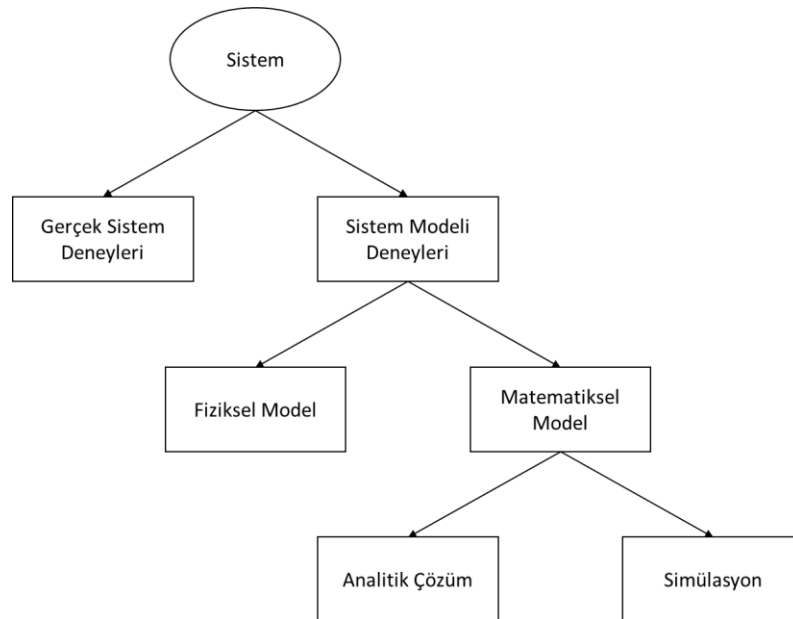 Sistem
Gerçek Sistem
Deneyleri
Sistem Modeli
Deneyleri
Fiziksel Model
Matematiksel
Model
Analitik Çözüm
Simülasyon